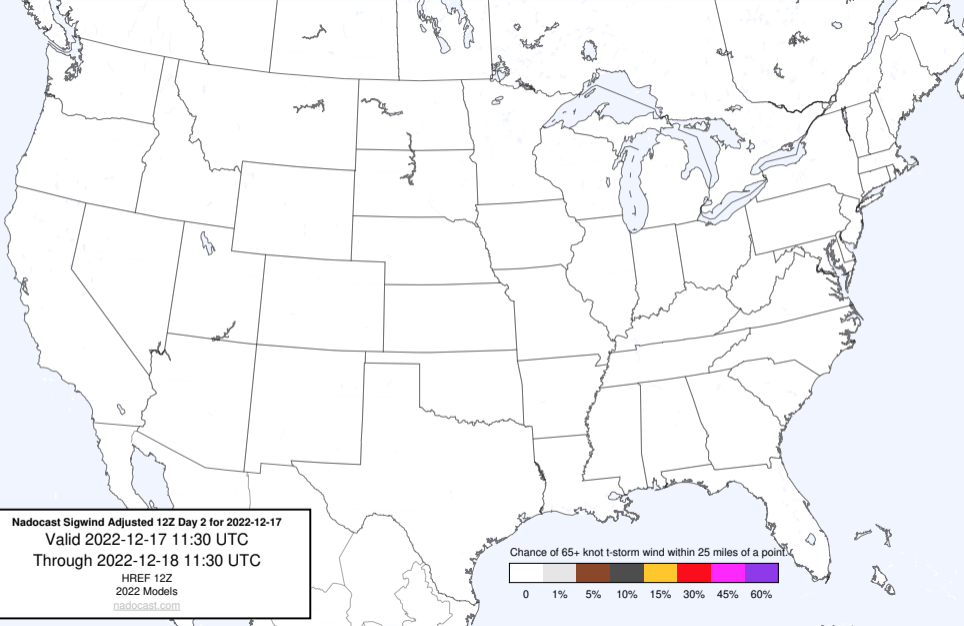 Nadocast Sigwind Adjusted 12Z Day 2 for 2022-12-17
Valid 2022-12-17 11:30 UTC
Through 2022-12-18 11:30 UTC
HREF 12Z
2022 Models
nadocast.com
Chance of 65+ knot t-storm wind within 25 miles of a point.
0 1% 5% 10% 15% 30% 45% 60%